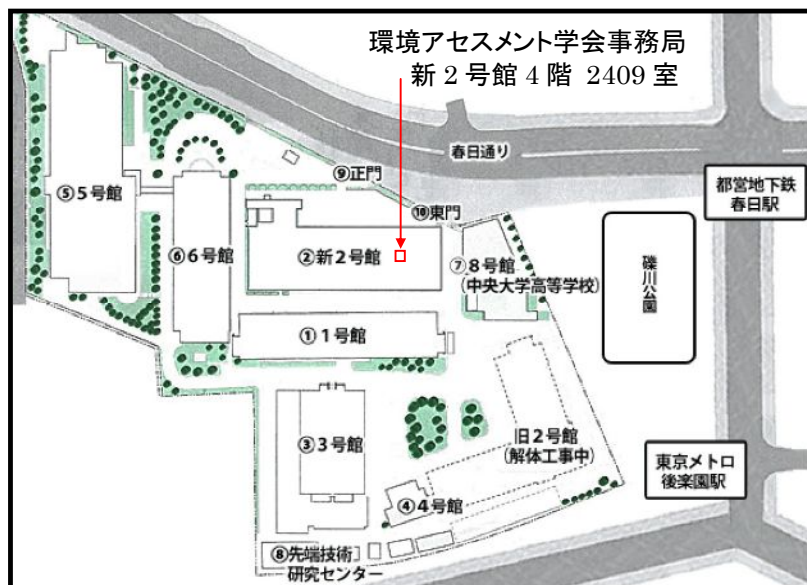 環境アセスメント学会事務局
新 2 号館 4 階 2409 室
春日通り
⑨正門
都営地下鉄
春日駅
⑤5号館
⑩東門
⑥6号館
②新2号館
⑦8号館
(中央大学高等学校)
礫川公園
①1号館
③3号館
旧2号館
(解体工事中)
東京メトロ
後楽園駅
④4号館
⑧先端技術
研究センター